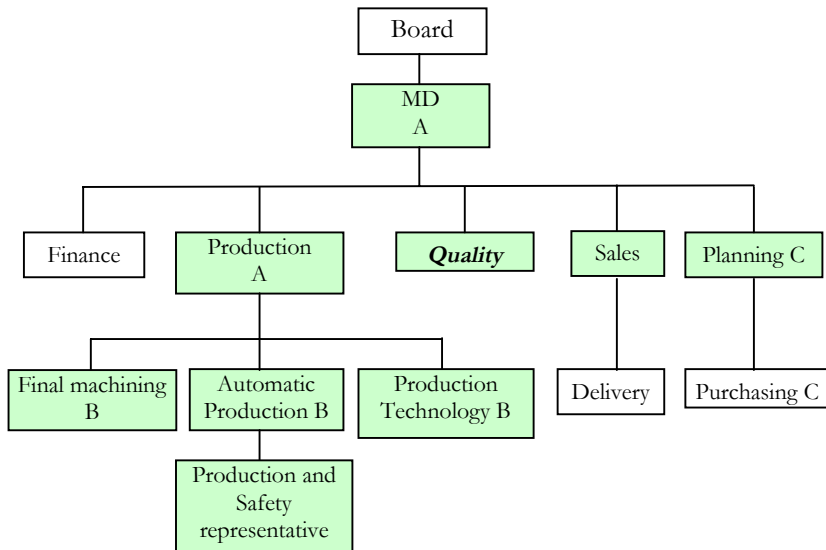 Board
MD
A
Finance
Production
A
Quality
Sales
Planning C
Final machining
B
Automatic
Production B
Production
Technology B
Delivery
Purchasing C
Production and
Safety
representative